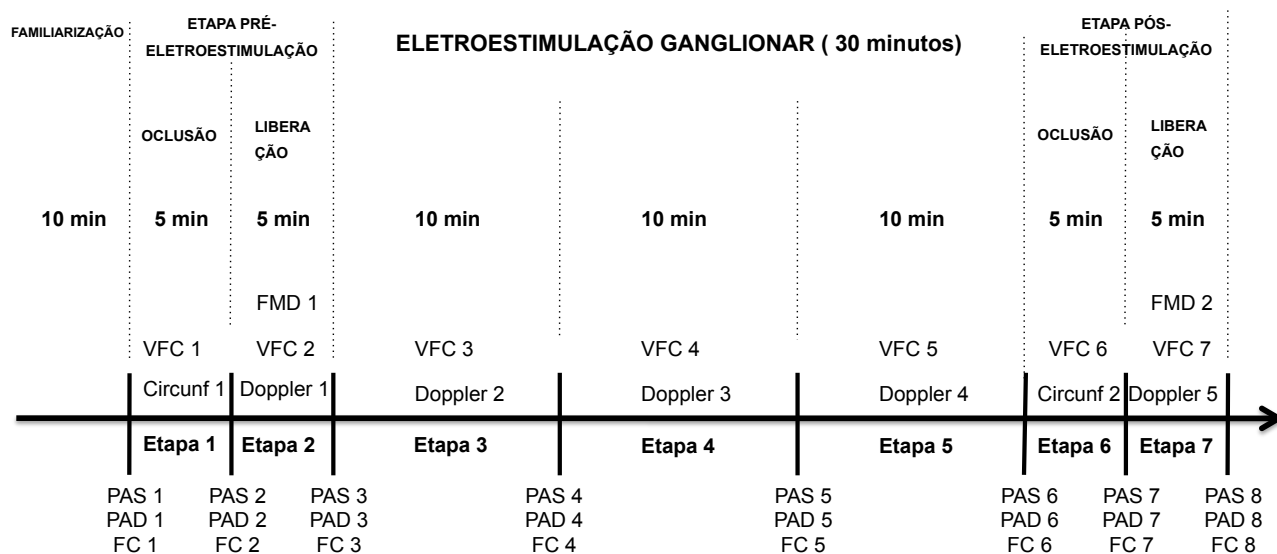 FAMILIARIZAÇÃO
ETAPA PRÉ-
ELETROESTIMULAÇÃO
ELETROESTIMULAÇÃO GANGLIONAR ( 30 minutos)
ETAPA PÓS-
ELETROESTIMULAÇÃO
OCLUSÃO
LIBERA
ÇÃO
OCLUSÃO
LIBERA
ÇÃO
10 min
5 min
5 min
10 min
10 min
10 min
5 min
5 min
FMD 1
FMD 2
VFC 1
VFC 2
VFC 3
VFC 4
VFC 5
VFC 6
VFC 7
Circunf 1
Doppler 1
Doppler 2
Doppler 3
Doppler 4
Circunf 2
Doppler 5
Etapa 1
Etapa 2
Etapa 3
Etapa 4
Etapa 5
Etapa 6
Etapa 7
PAS 1
PAD 1
FC 1
PAS 2
PAD 2
FC 2
PAS 3
PAD 3
FC 3
PAS 4
PAD 4
FC 4
PAS 5
PAD 5
FC 5
PAS 6
PAD 6
FC 6
PAS 7
PAD 7
FC 7
PAS 8
PAD 8
FC 8